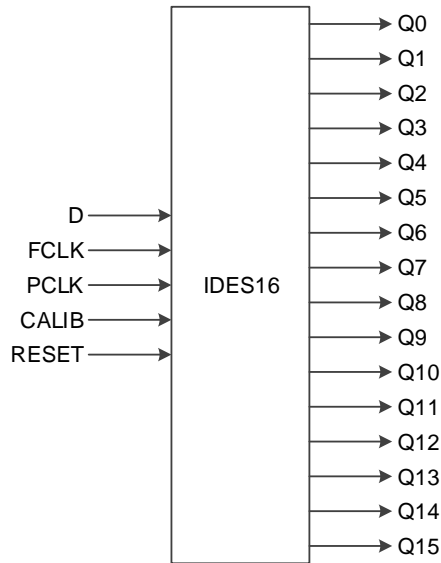 D
FCLK
PCLK
CALIB
RESET
IDES16
Q0
Q1
Q2
Q3
Q4
Q5
Q6
Q7
Q8
Q9
Q10
Q11
Q12
Q13
Q14
Q15